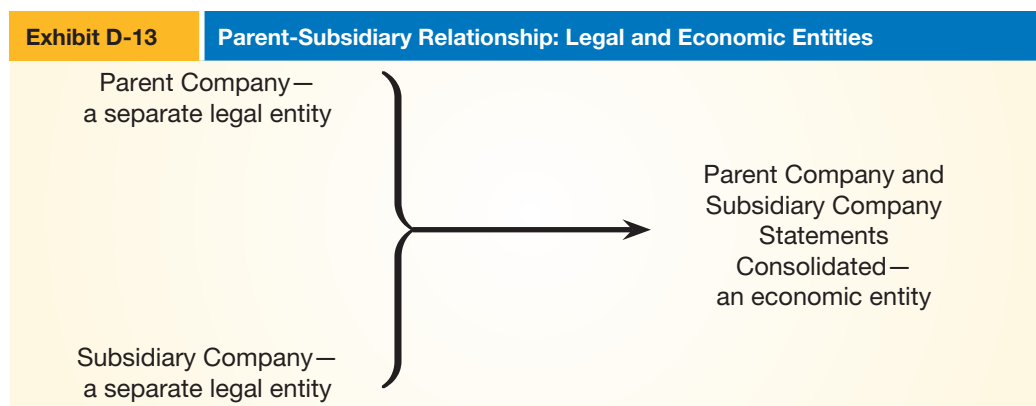 Exhibit D-13
Parent-Subsidiary Relationship: Legal and Economic Entities
Parent Company—
a separate legal entity
Parent Company and
Subsidiary Company
Statements
Consolidated—
an economic entity
Subsidiary Company—
a separate legal entity